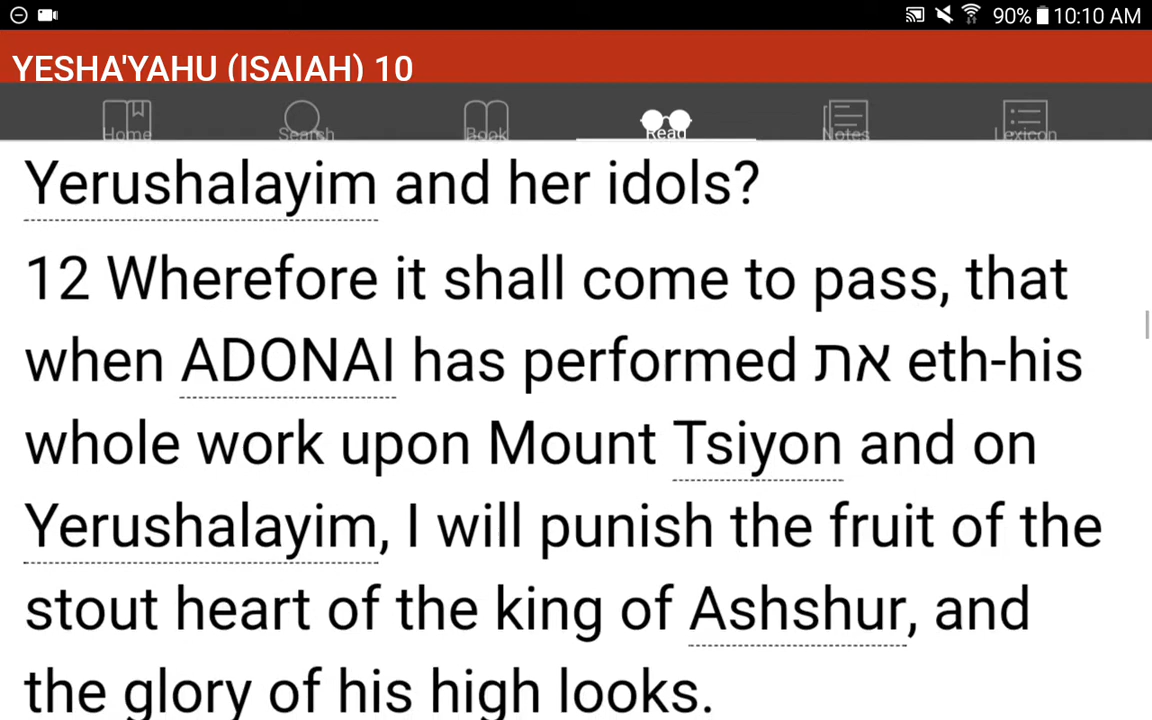 90% 10:10 AM
YESHA'YAHU (ISAIAH) 10
Home Search Book Read Notes Lexicon
Yerushalayim and her idols?
12 Wherefore it shall come to pass, that
when ADONAI has performed את eth-his
whole work upon Mount Tsiyon and on
Yerushalayim, I will punish the fruit of the
stout heart of the king of Ashshur, and
the glory of his high looks.